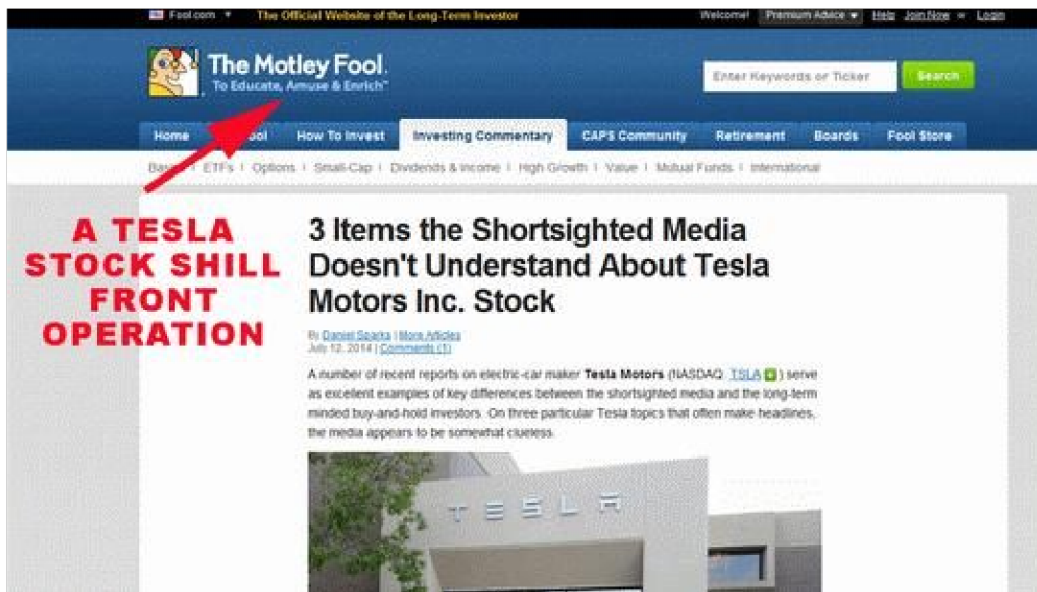 Fool.com The Official Website of the Long-Term Investor Welcome! Premium Advice Help Join Now or Login
The Motley Fool.
To Educate, Amuse & Enrich™
Enter Keywords or Ticker Search
Home ool How To Invest Investing Commentary CAPS Community Retirement Boards Fool Store
ETFs | Options | Small-Cap | Dividends & Income | High Growth | Value | Mutual Funds | International
A TESLA
STOCK SHILL
FRONT
OPERATION
3 Items the Shortsighted Media
Doesn't Understand About Tesla
Motors Inc. Stock
By Daniel Sparks | More Articles
July 12, 2014 | Comments (1)
A number of recent reports on electric-car maker Tesla Motors (NASDAQ: TSLA ) serve
as excellent examples of key differences between the shortsighted media and the long-term
minded buy-and-hold investors. On three particular Tesla topics that often make headlines,
the media appears to be somewhat clueless.
TESLA